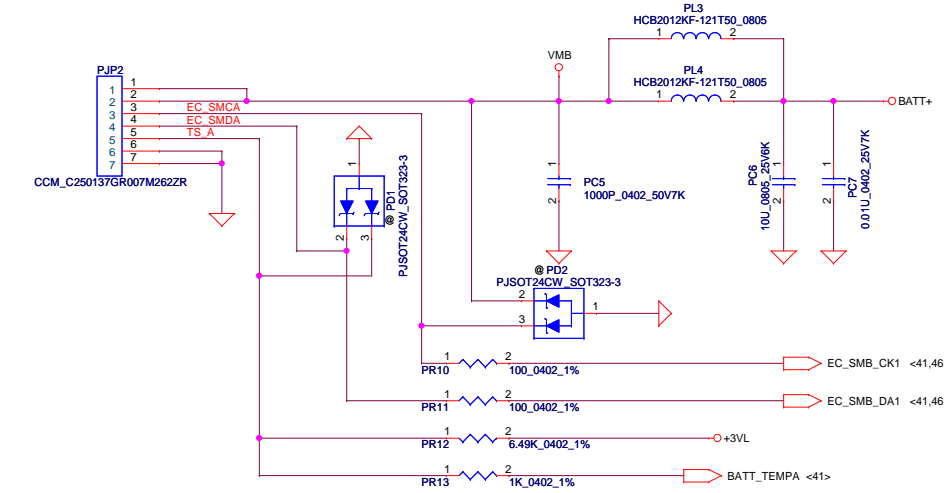 PL3
HCB2012KF-121T50_0805
1 2
VMB
PL4
HCB2012KF-121T50_0805
1 2
BATT+
PJP2
1 1
2 2
3 3 EC_SMCA
4 4 EC_SMDA
5 5 TS_A
6 6
7 7
CCM_C250137GR007M262ZR
1
2 3
@ PD1
PJSOT24CW_SOT323-3
1
2
PC5
1000P_0402_50V7K
1
2
PC6
10U_0805_25V6K
1
2
PC7
0.01U_0402_25V7K
@ PD2
PJSOT24CW_SOT323-3
2
3
1
1 2
PR10 100_0402_1%
EC_SMB_CK1 <41,46
1 2
PR11 100_0402_1%
EC_SMB_DA1 <41,46
1 2
PR12 6.49K_0402_1%
+3VL
1 2
PR13 1K_0402_1%
BATT_TEMPA <41>